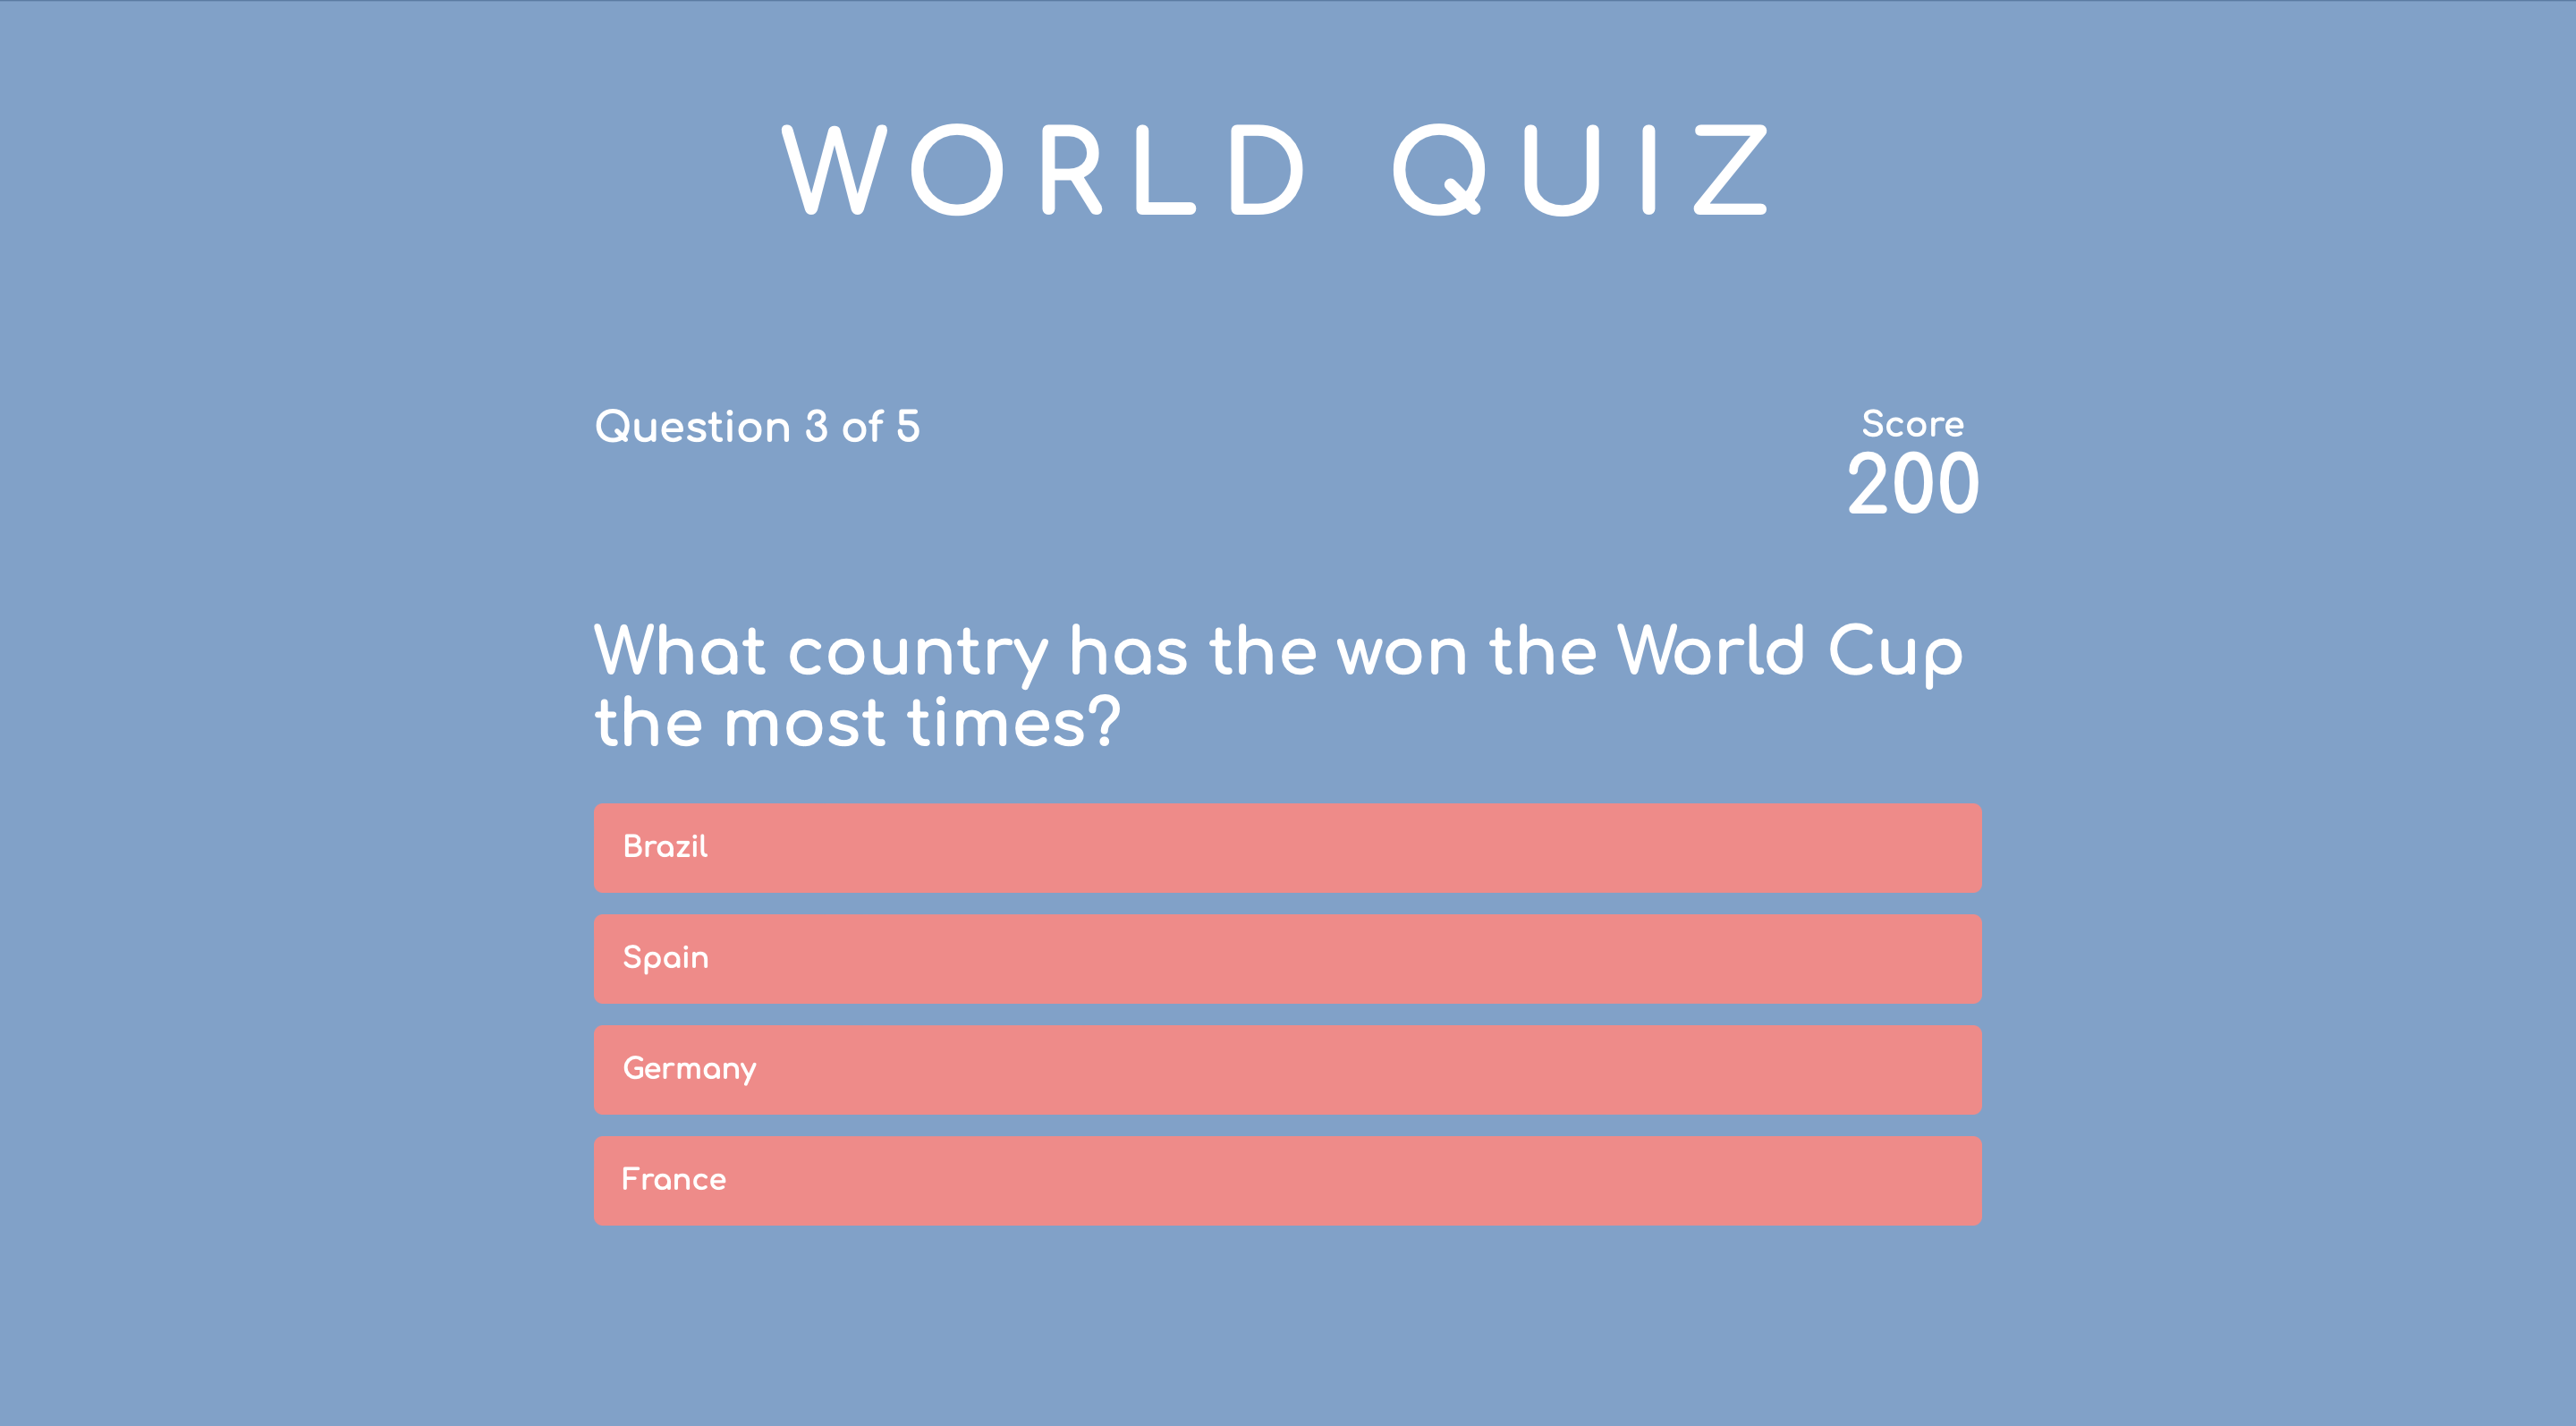 WORLD QUIZ
Question 3 of 5
Score
200
What country has the won the World Cup
the most times?
Brazil
Spain
Germany
France